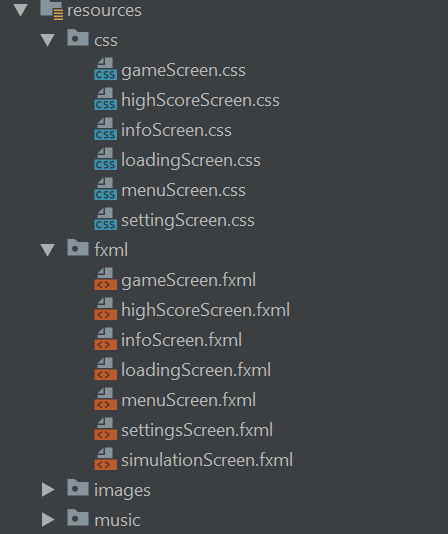 resources
css
gameScreen.css
highScoreScreen.css
infoScreen.css
loadingScreen.css
menuScreen.css
settingScreen.css
fxml
gameScreen.fxml
highScoreScreen.fxml
infoScreen.fxml
loadingScreen.fxml
menuScreen.fxml
settingsScreen.fxml
simulationScreen.fxml
images
music